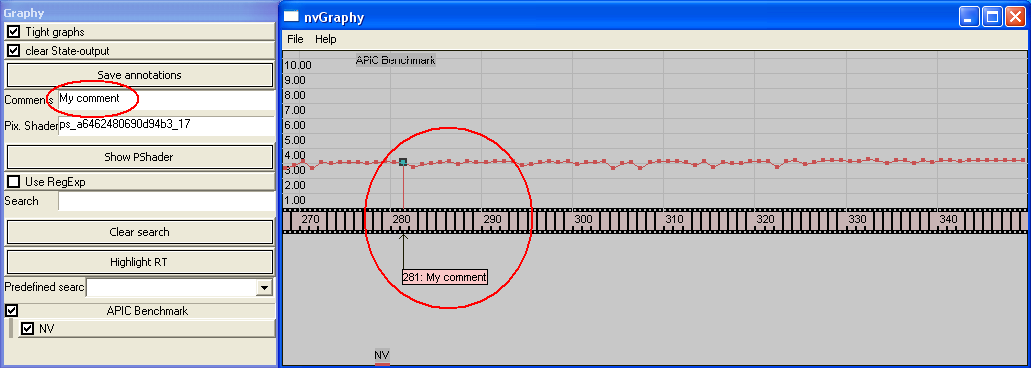 Graphy
Tight graphs
clear State-output
Save annotations
Comments My comment
Pix. Shader ps_a6462480690d94b3_17
Show PShader
Use RegExp
Search
Clear search
Highlight RT
Predefined searc
APIC Benchmark
NV
nvGraphy
File Help
APIC Benchmark
10.00
9.00
8.00
7.00
6.00
5.00
4.00
3.00
2.00
1.00
270 280 290 300 310 320 330 340
281: My comment
NV